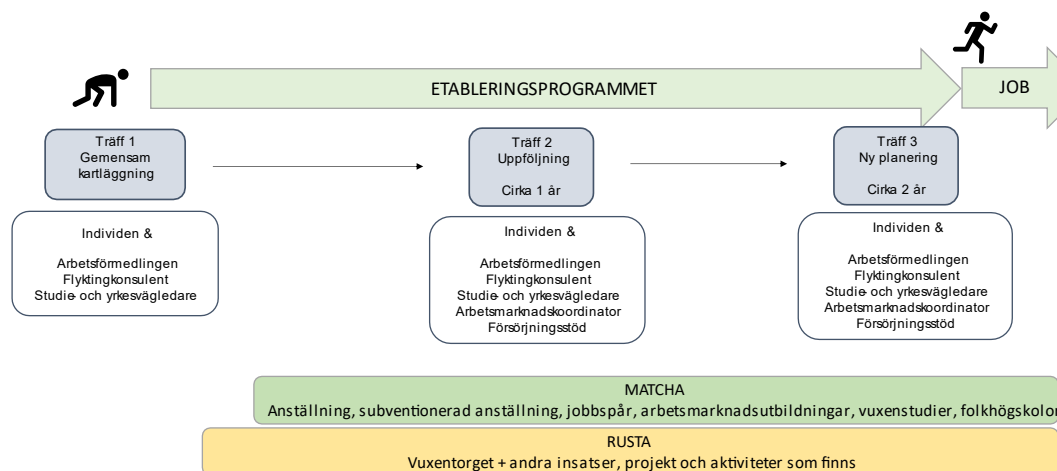 ETABLERINGSPROGRAMMET
JOB
Träff 1
Gemensam
kartläggning
Träff 2
Uppföljning
Cirka 1 år
Träff 3
Ny planering
Cirka 2 år
Individen &
Arbetsförmedlingen
Flyktingkonsulent
Studie- och yrkesvägledare
Individen &
Arbetsförmedlingen
Flyktingkonsulent
Studie- och yrkesvägledare
Arbetsmarknadskoordinator
Försörjningsstöd
Individen &
Arbetsförmedlingen
Flyktingkonsulent
Studie- och yrkesvägledare
Arbetsmarknadskoordinator
Försörjningsstöd
MATCHA
Anställning, subventionerad anställning, jobbspår, arbetsmarknadsutbildningar, vuxenstudier, folkhögskolor
RUSTA
Vuxentorget + andra insatser, projekt och aktiviteter som finns